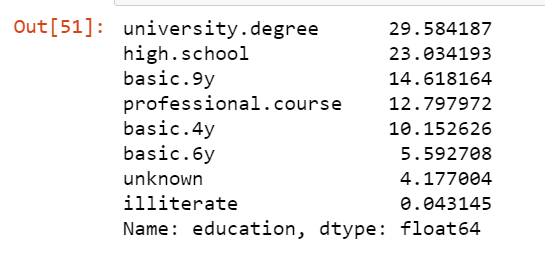 Out[51]: university.degree 29.584187
high.school 23.034193
basic.9y 14.618164
professional.course 12.797972
basic.4y 10.152626
basic.6y 5.592708
unknown 4.177004
illiterate 0.043145
Name: education, dtype: float64